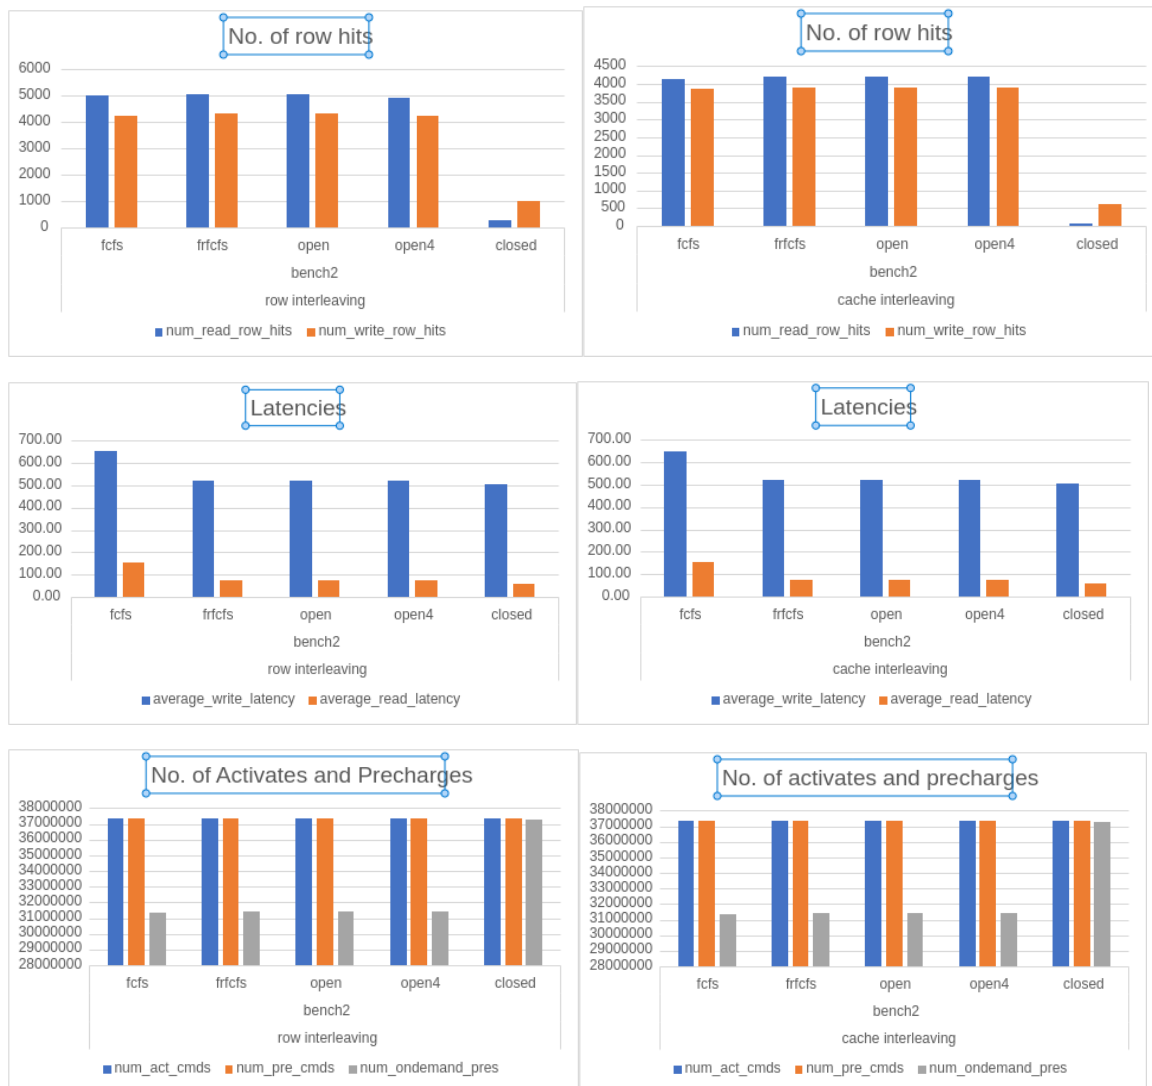 No. of row hits
6000
5000
4000
3000
2000
1000
0
fcfs frfcfs open open4 closed
bench2
row interleaving
num_read_row_hits num_write_row_hits
No. of row hits
4500
4000
3500
3000
2500
2000
1500
1000
500
0
fcfs frfcfs open open4 closed
bench2
cache interleaving
num_read_row_hits num_write_row_hits
Latencies
700.00
600.00
500.00
400.00
300.00
200.00
100.00
0.00
fcfs frfcfs open open4 closed
bench2
row interleaving
average_write_latency average_read_latency
Latencies
700.00
600.00
500.00
400.00
300.00
200.00
100.00
0.00
fcfs frfcfs open open4 closed
bench2
cache interleaving
average_write_latency average_read_latency
No. of Activates and Precharges
38000000
37000000
36000000
35000000
34000000
33000000
32000000
31000000
30000000
29000000
28000000
fcfs frfcfs open open4 closed
bench2
row interleaving
num_act_cmds num_pre_cmds num_ondemand_pres
No. of activates and precharges
38000000
37000000
36000000
35000000
34000000
33000000
32000000
31000000
30000000
29000000
28000000
fcfs frfcfs open open4 closed
bench2
cache interleaving
num_act_cmds num_pre_cmds num_ondemand_pres